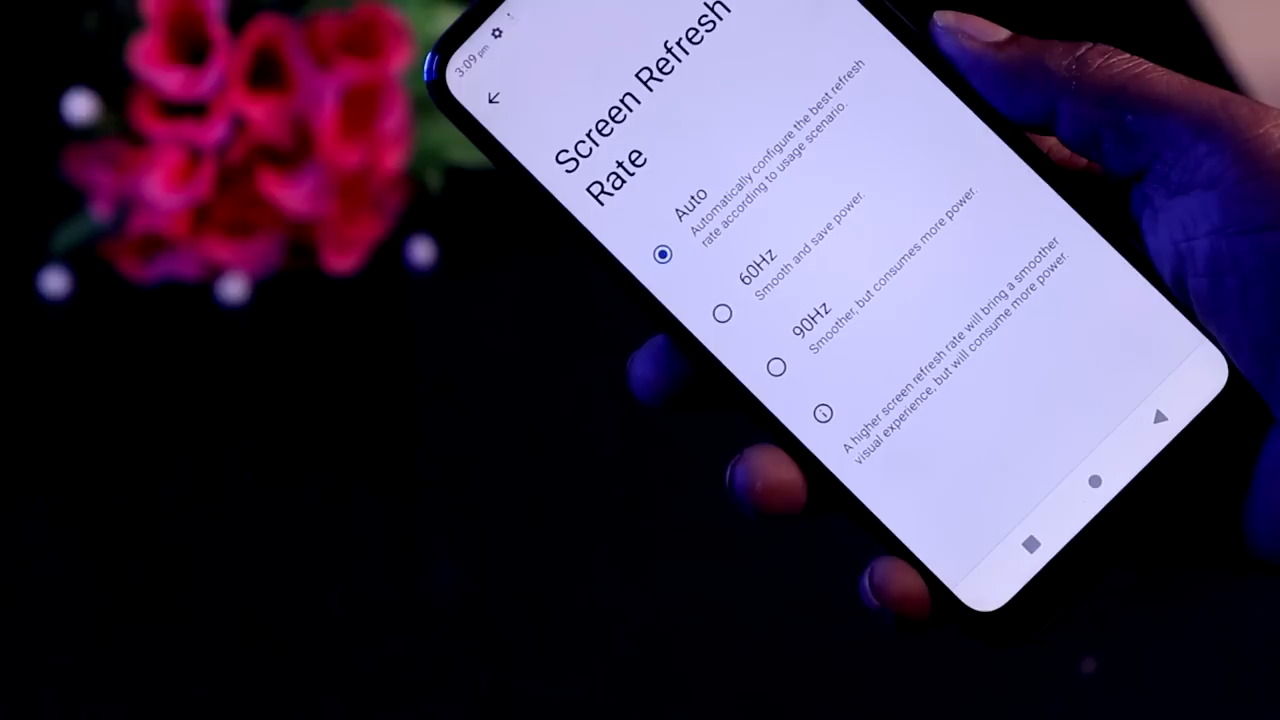 3:09 pm
Screen Refresh
Rate
Auto
Automatically configure the best refresh
rate according to usage scenario.
60Hz
Smooth and save power.
90Hz
Smoother, but consumes more power.
A higher screen refresh rate will bring a smoother
visual experience, but will consume more power.